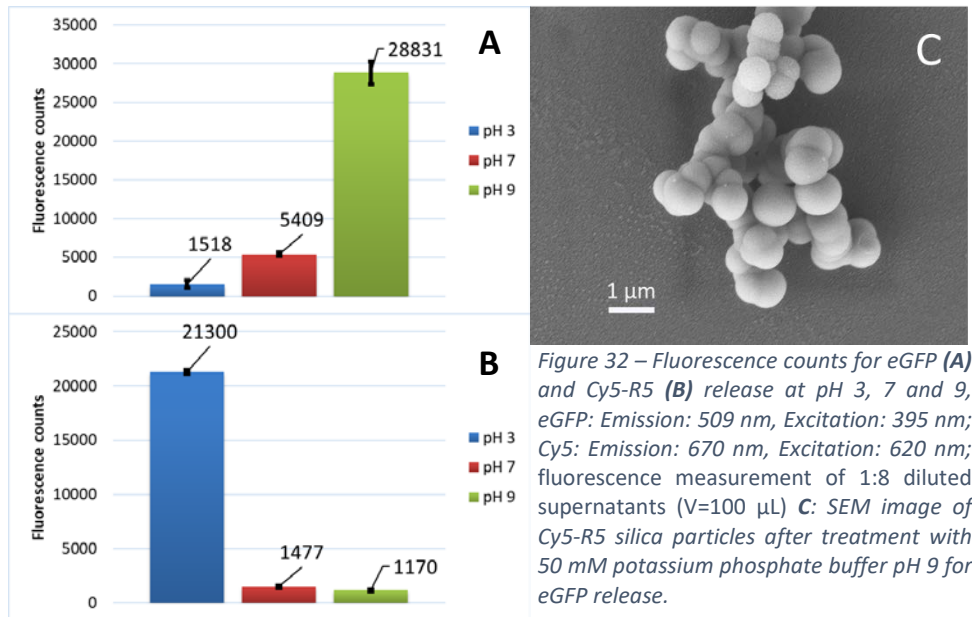 A
35000
30000
25000
20000
15000
10000
5000
0
Fluorescence counts
1518
5409
28831
pH 3
pH 7
pH 9
B
25000
20000
15000
10000
5000
0
Fluorescence counts
21300
1477
1170
pH 3
pH 7
pH 9
C
1 µm
Figure 32 – Fluorescence counts for eGFP (A)
and Cy5-R5 (B) release at pH 3, 7 and 9,
eGFP: Emission: 509 nm, Excitation: 395 nm;
Cy5: Emission: 670 nm, Excitation: 620 nm;
fluorescence measurement of 1:8 diluted
supernatants (V=100 µL) C: SEM image of
Cy5-R5 silica particles after treatment with
50 mM potassium phosphate buffer pH 9 for
eGFP release.